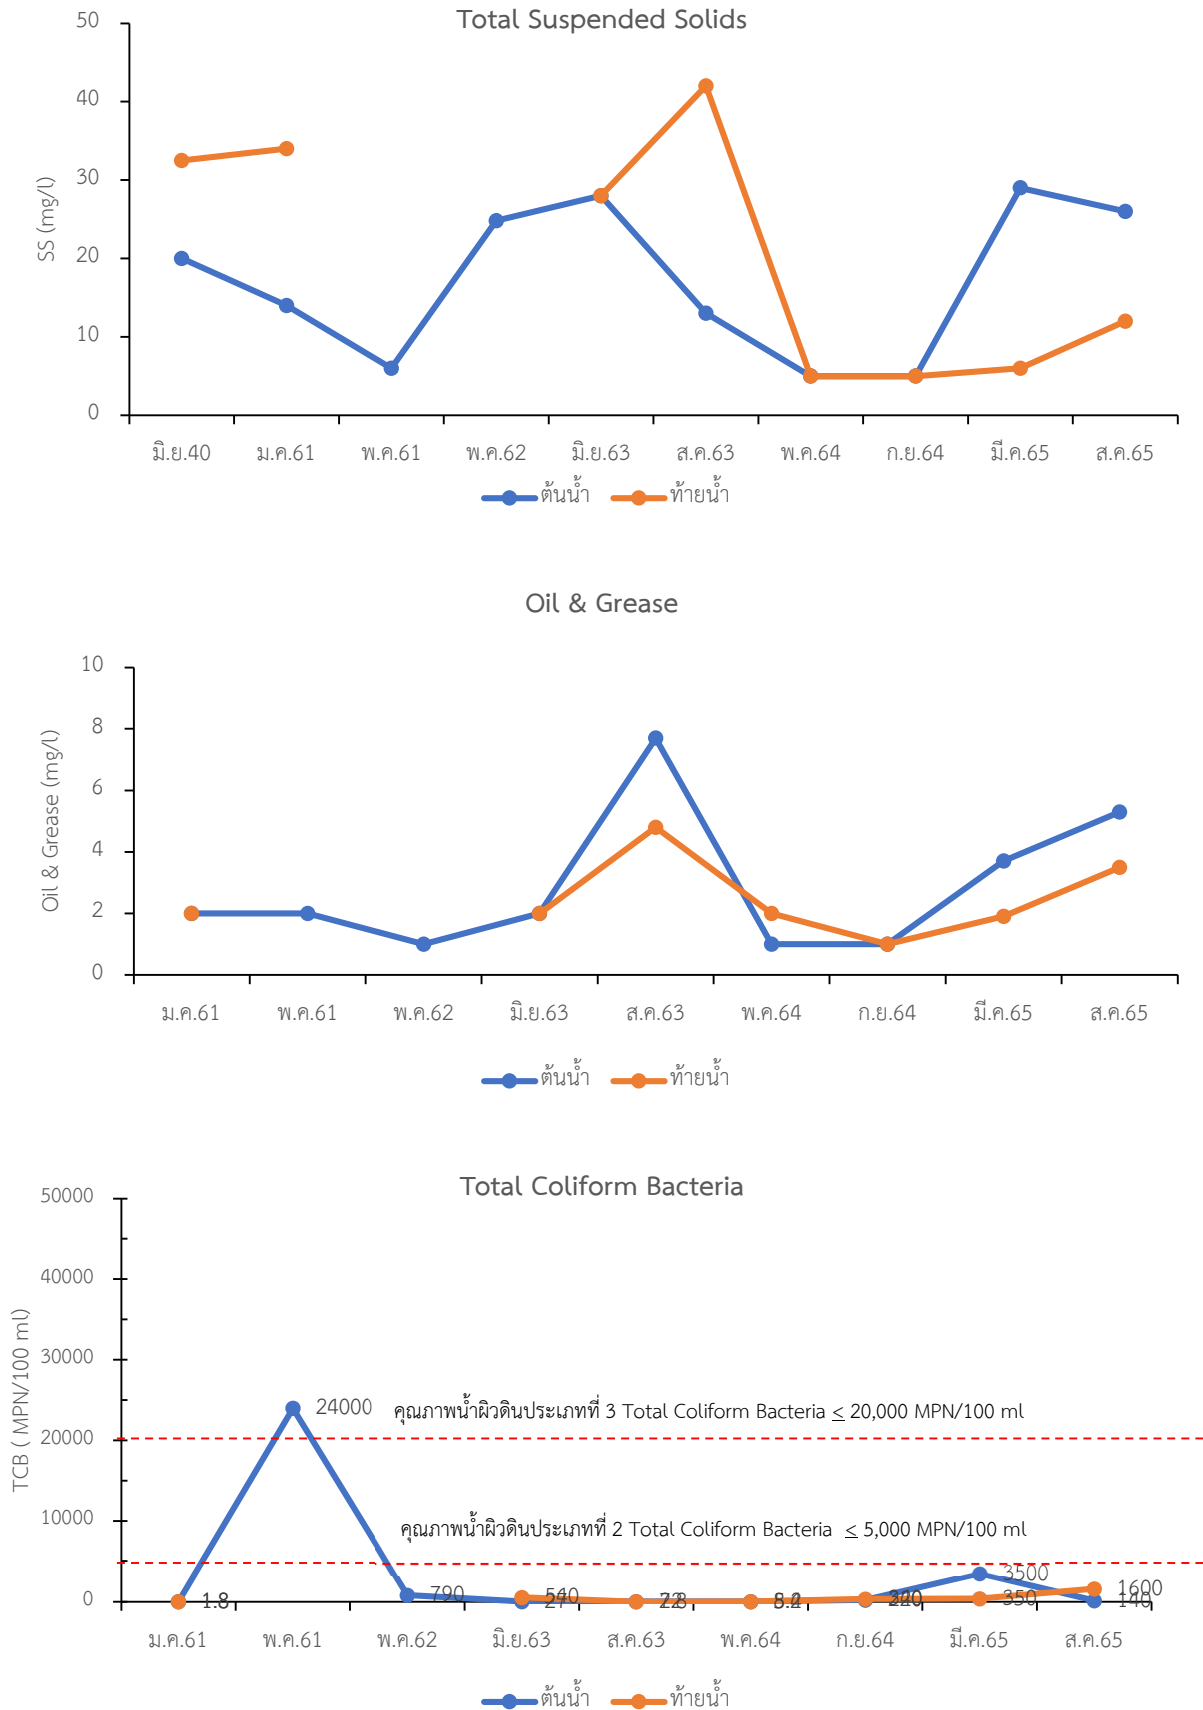 Total Suspended Solids
50
40
30
20
10
0
SS (mg/l)
มิ.ย.40 ม.ค.61 พ.ค.61 พ.ค.62 มิ.ย.63 ส.ค.63 พ.ค.64 ก.ย.64 มี.ค.65 ส.ค.65
ต้นน้ำ ท้ายน้ำ
Oil & Grease
10
8
6
4
2
0
Oil & Grease (mg/l)
ม.ค.61 พ.ค.61 พ.ค.62 มิ.ย.63 ส.ค.63 พ.ค.64 ก.ย.64 มี.ค.65 ส.ค.65
ต้นน้ำ ท้ายน้ำ
Total Coliform Bacteria
50000
40000
30000
20000
10000
0
TCB ( MPN/100 ml)
24000
คุณภาพน้ำผิวดินประเภทที่ 3 Total Coliform Bacteria ≤ 20,000 MPN/100 ml
คุณภาพน้ำผิวดินประเภทที่ 2 Total Coliform Bacteria ≤ 5,000 MPN/100 ml
3500
1600
1.8 790 540 350 140
ม.ค.61 พ.ค.61 พ.ค.62 มิ.ย.63 ส.ค.63 พ.ค.64 ก.ย.64 มี.ค.65 ส.ค.65
ต้นน้ำ ท้ายน้ำ